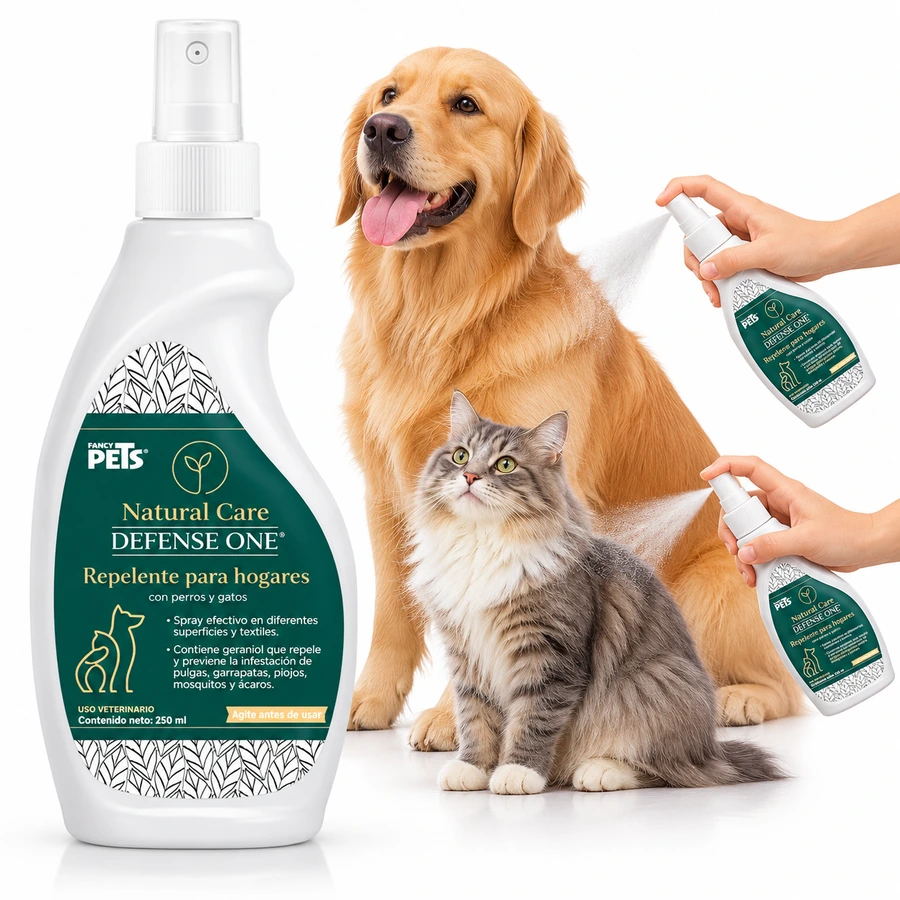 FANCY
PETS®
Natural Care
DEFENSE ONE®
Repelente para hogares
con perros y gatos
• Spray efectivo en diferentes
superficies y textiles.
• Contiene geraniol que repele
y previene la infestación de
pulgas, garrapatas, piojos,
mosquitos y ácaros.
USO VETERINARIO
Contenido neto: 250 ml
Agite antes de usar
PETS
Natural Care
DEFENSE ONE
Repelente para hogares
PETS
Natural Care
DEFENSE ONE
Repelente para hogares